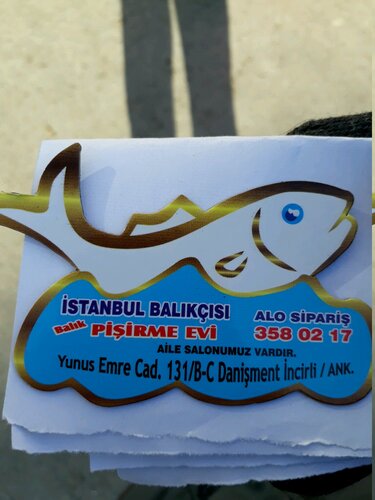 İSTANBUL BALIKÇISI
Balık PİŞİRME EVİ
ALO SİPARİŞ
358 02 17
AİLE SALONUMUZ VARDIR.
Yunus Emre Cad. 131/B-C Danişment İncirli / ANK.